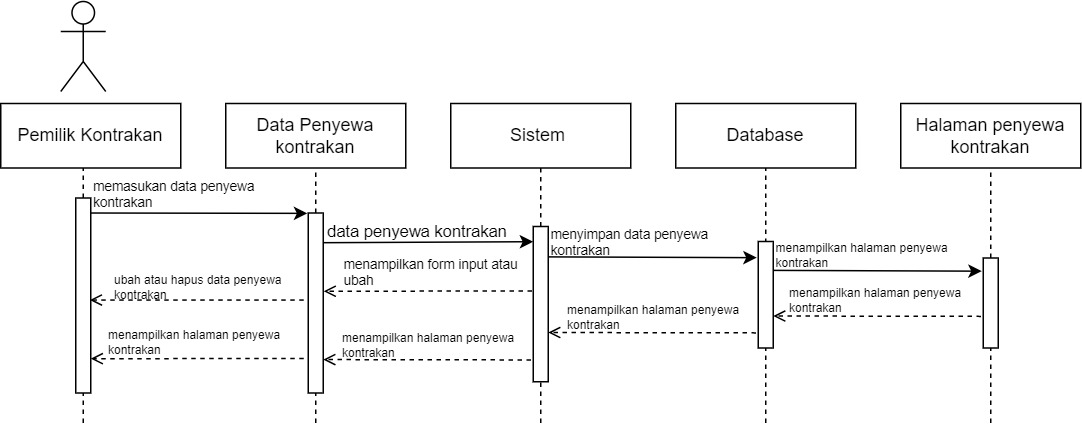 Pemilik Kontrakan
Data Penyewa
kontrakan
Sistem
Database
Halaman penyewa
kontrakan
memasukan data penyewa
kontrakan
data penyewa kontrakan
menyimpan data penyewa
kontrakan
menampilkan halaman penyewa
kontrakan
menampilkan form input atau
ubah
ubah atau hapus data penyewa
kontrakan
menampilkan halaman penyewa
kontrakan
menampilkan halaman penyewa
kontrakan
menampilkan halaman penyewa
kontrakan
menampilkan halaman penyewa
kontrakan